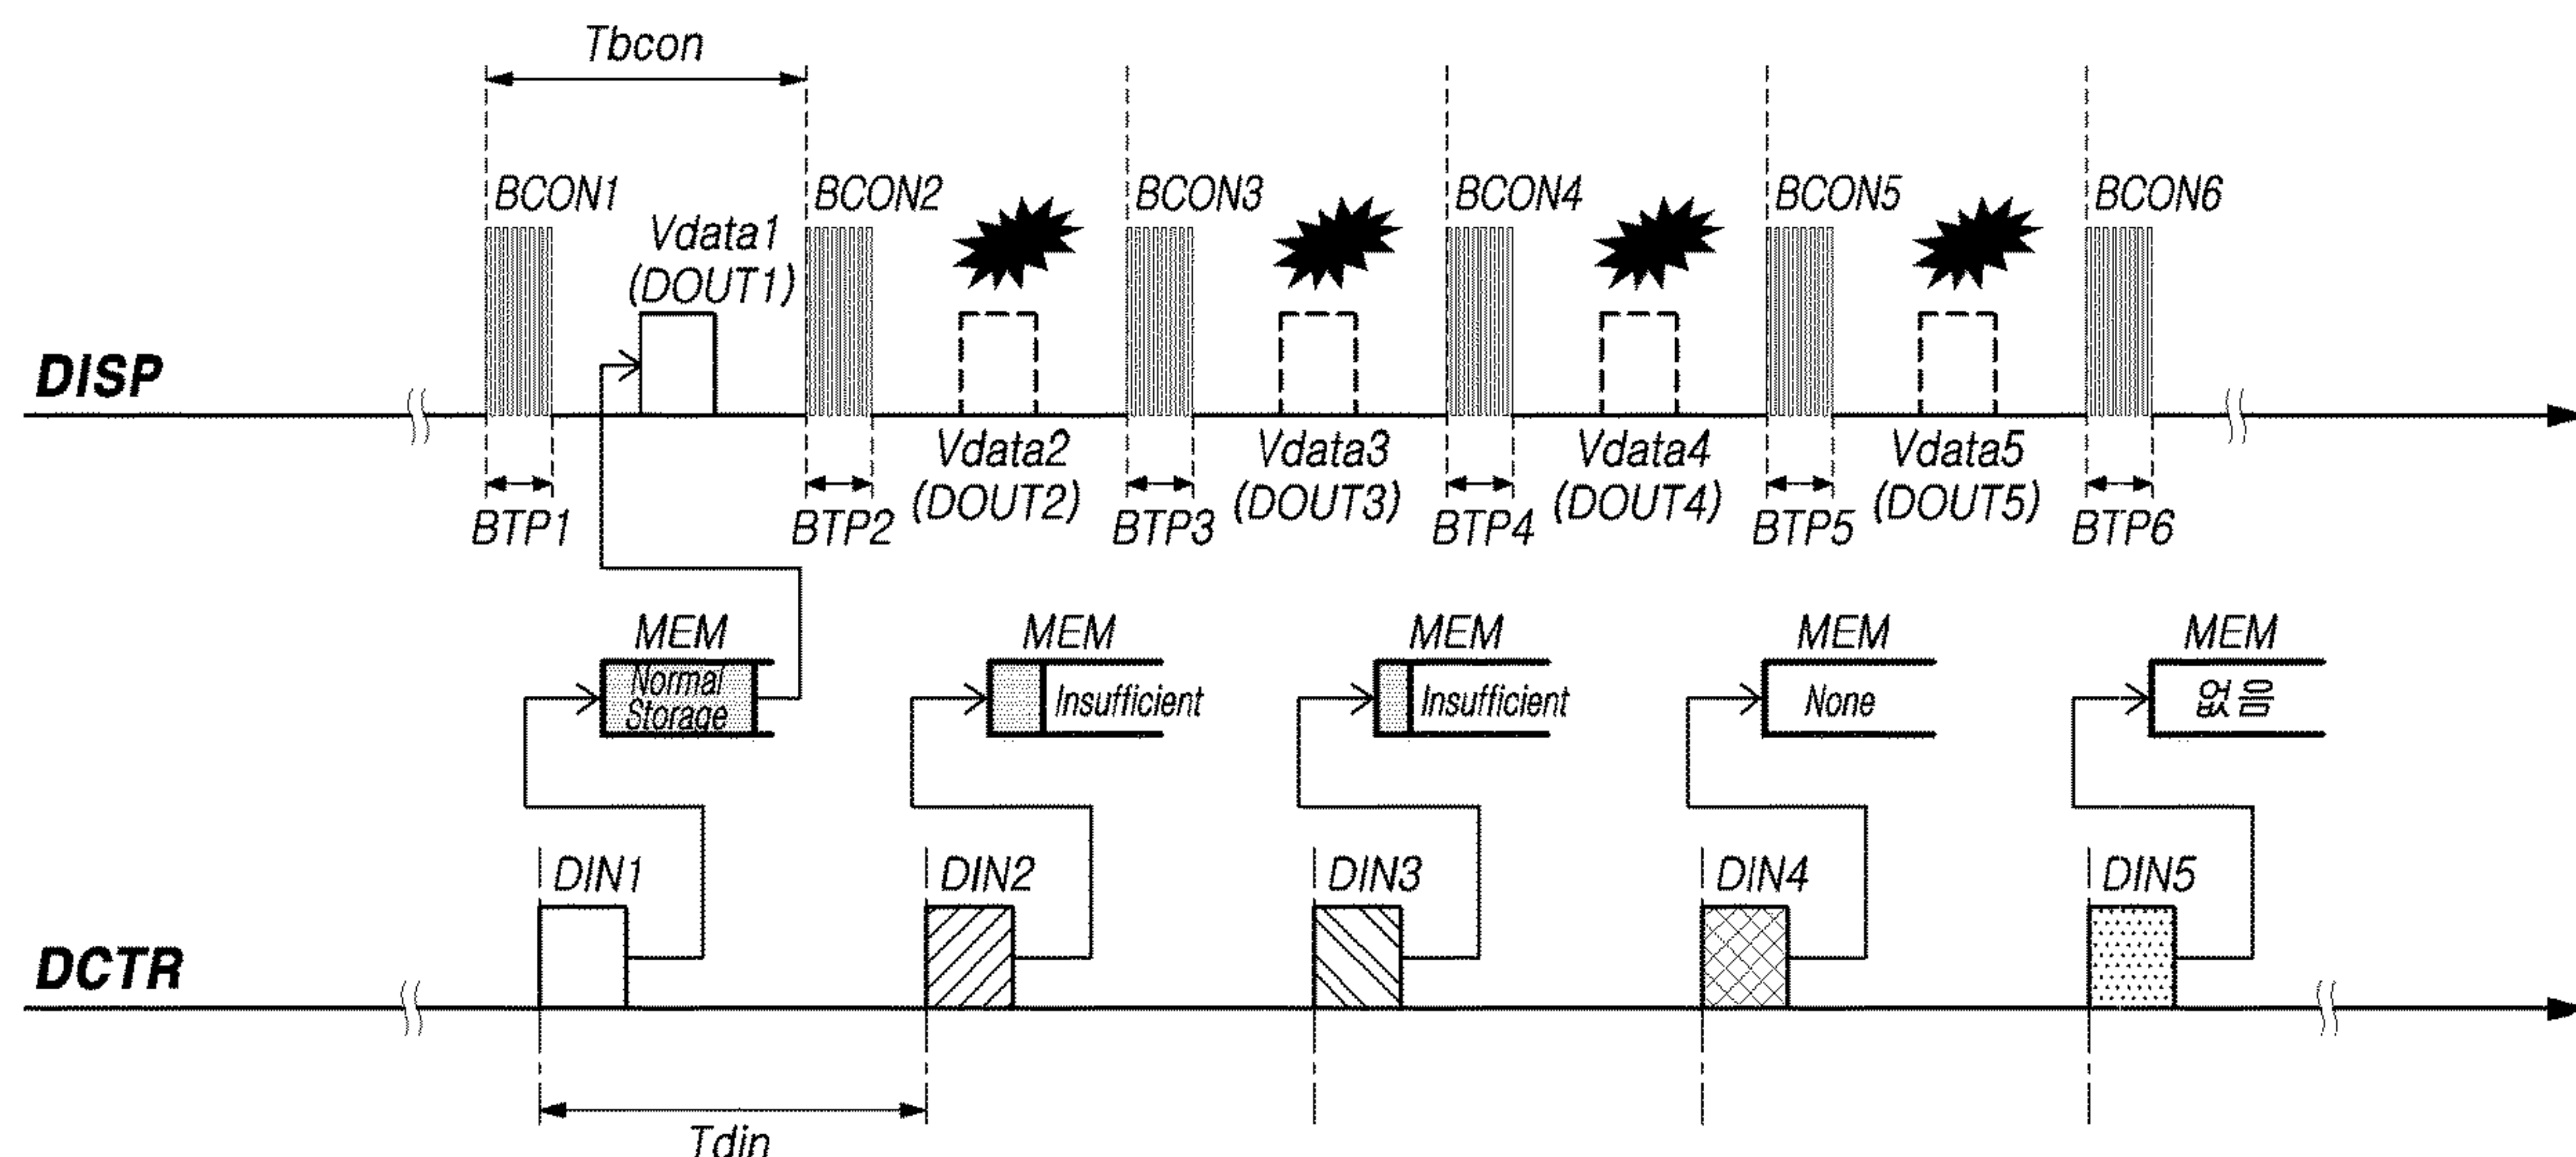 Tbcon
BCON1
BCON2
BCON3
BCON4
BCON5
BCON6
Vdata1
(DOUT1)
DISP
Vdata2
(DOUT2)
Vdata3
(DOUT3)
Vdata4
(DOUT4)
Vdata5
(DOUT5)
BTP1
BTP2
BTP3
BTP4
BTP5
BTP6
MEM
Normal
Storage
MEM
Insufficient
MEM
Insufficient
MEM
None
MEM
없음
DIN1
DIN2
DIN3
DIN4
DIN5
DCTR
Tdin